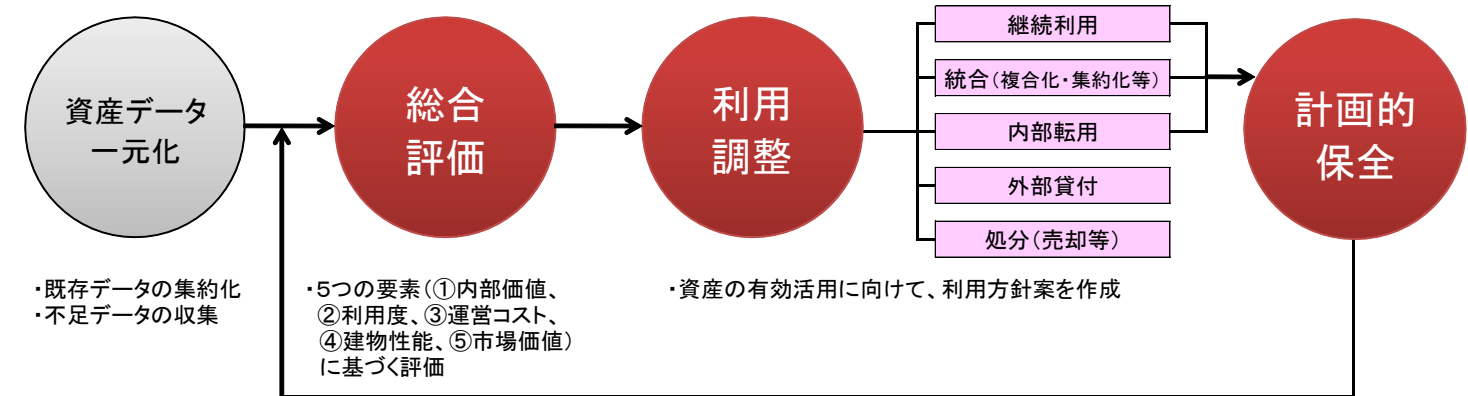 資産データ
一元化
総合
評価
利用
調整
継続利用
統合(複合化・集約化等)
内部転用
外部貸付
処分(売却等)
計画的
保全
・既存データの集約化
・不足データの収集
・5つの要素(①内部価値、
②利用度、③運営コスト、
④建物性能、⑤市場価値)
に基づく評価
・資産の有効活用に向けて、利用方針案を作成